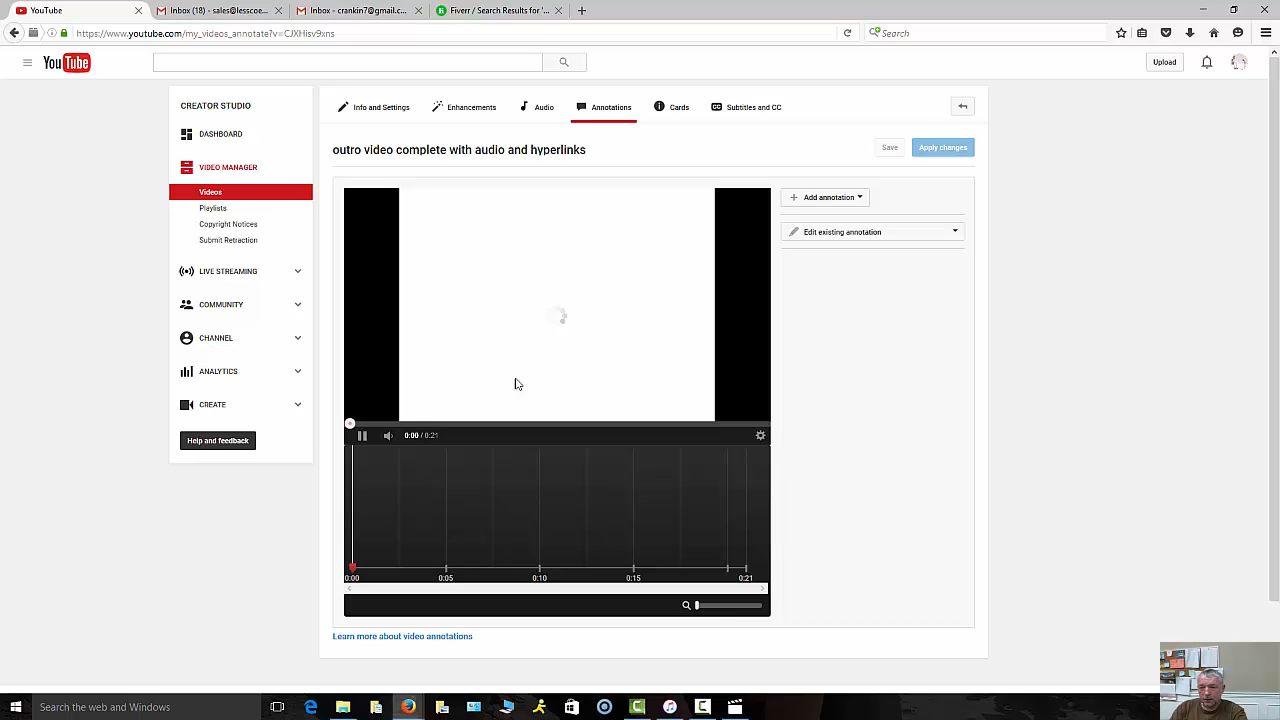 YouTube
Inbox (18) - sales@lesscoe...
Inbox - crankin7@gmail.c...
Fiverr / Search Results for '...
https://www.youtube.com/my_videos_annotate?v=CJXHisv9xns
Search
YouTube
Upload
CREATOR STUDIO
DASHBOARD
VIDEO MANAGER
Videos
Playlists
Copyright Notices
Submit Retraction
LIVE STREAMING
COMMUNITY
CHANNEL
ANALYTICS
CREATE
Help and feedback
Info and Settings
Enhancements
Audio
Annotations
Cards
Subtitles and CC
outro video complete with audio and hyperlinks
Save
Apply changes
+ Add annotation
Edit existing annotation
0:00 / 0:21
0:00 0:05 0:10 0:15 0:21
Learn more about video annotations
Search the web and Windows